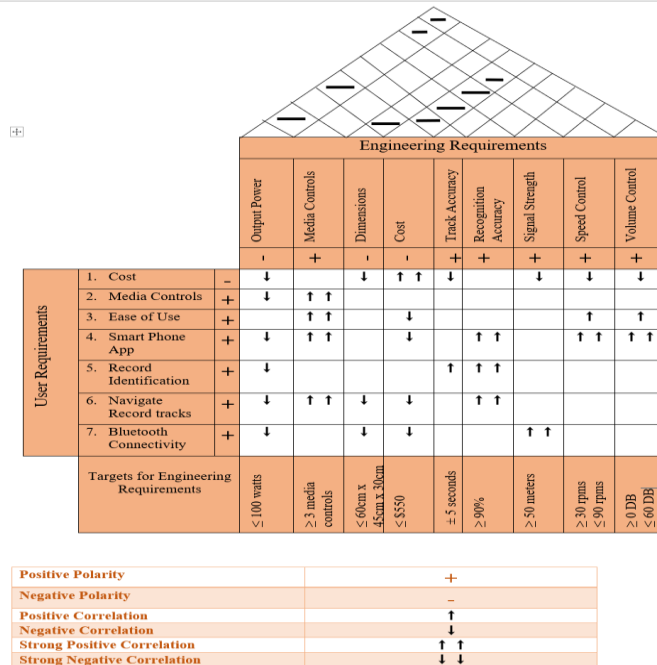 Engineering Requirements
Output Power
Media Controls
Dimensions
Cost
Track Accuracy
Recognition
Accuracy
Signal Strength
Speed Control
Volume Control
- + - - + + + + +
User Requirements
1. Cost - ↓ ↓ ↑ ↑ ↓ ↓ ↓ ↓
2. Media Controls + ↓ ↑ ↑
3. Ease of Use + ↑ ↑ ↓ ↑ ↑
4. Smart Phone
App + ↓ ↑ ↑ ↓ ↑ ↑ ↑ ↑ ↑ ↑
5. Record
Identification + ↓ ↑ ↑ ↑
6. Navigate
Record tracks + ↓ ↑ ↑ ↓ ↓ ↑ ↑
7. Bluetooth
Connectivity + ↓ ↓ ↓ ↑ ↑
Targets for Engineering
Requirements
≤ 100 watts
≥ 3 media
controls
≤ 60cm x
45cm x 30cm
≤ $550
± 5 seconds
≥ 90%
≥ 50 meters
≥ 30 rpms
≤ 90 rpms
≥ 0 DB
≤ 60 DB
Positive Polarity +
Negative Polarity -
Positive Correlation ↑
Negative Correlation ↓
Strong Positive Correlation ↑ ↑
Strong Negative Correlation ↓ ↓